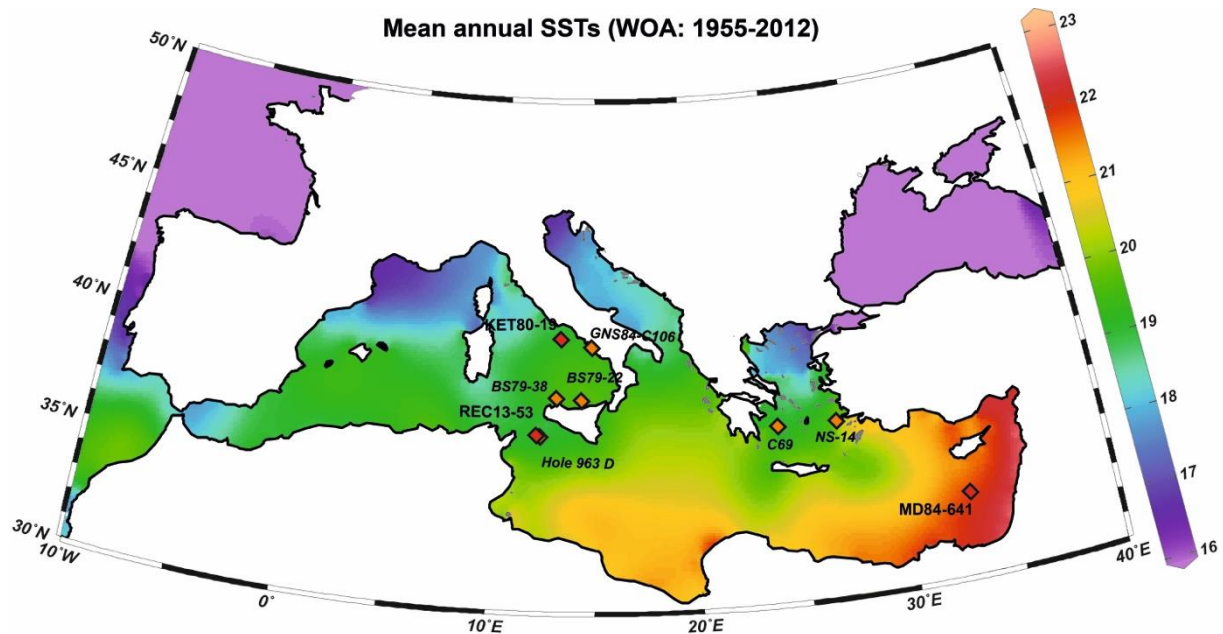 Mean annual SSTs (WOA: 1955-2012)
50˚N
45˚N
40˚N
35˚N
30˚N
10˚W
0˚
10˚E
20˚E
30˚E
40˚E
KET80-19
GNS84-C106
BS79-38
BS79-22
REC13-53
Hole 963 D
C69
NS-14
MD84-641
23
22
21
20
19
18
17
16